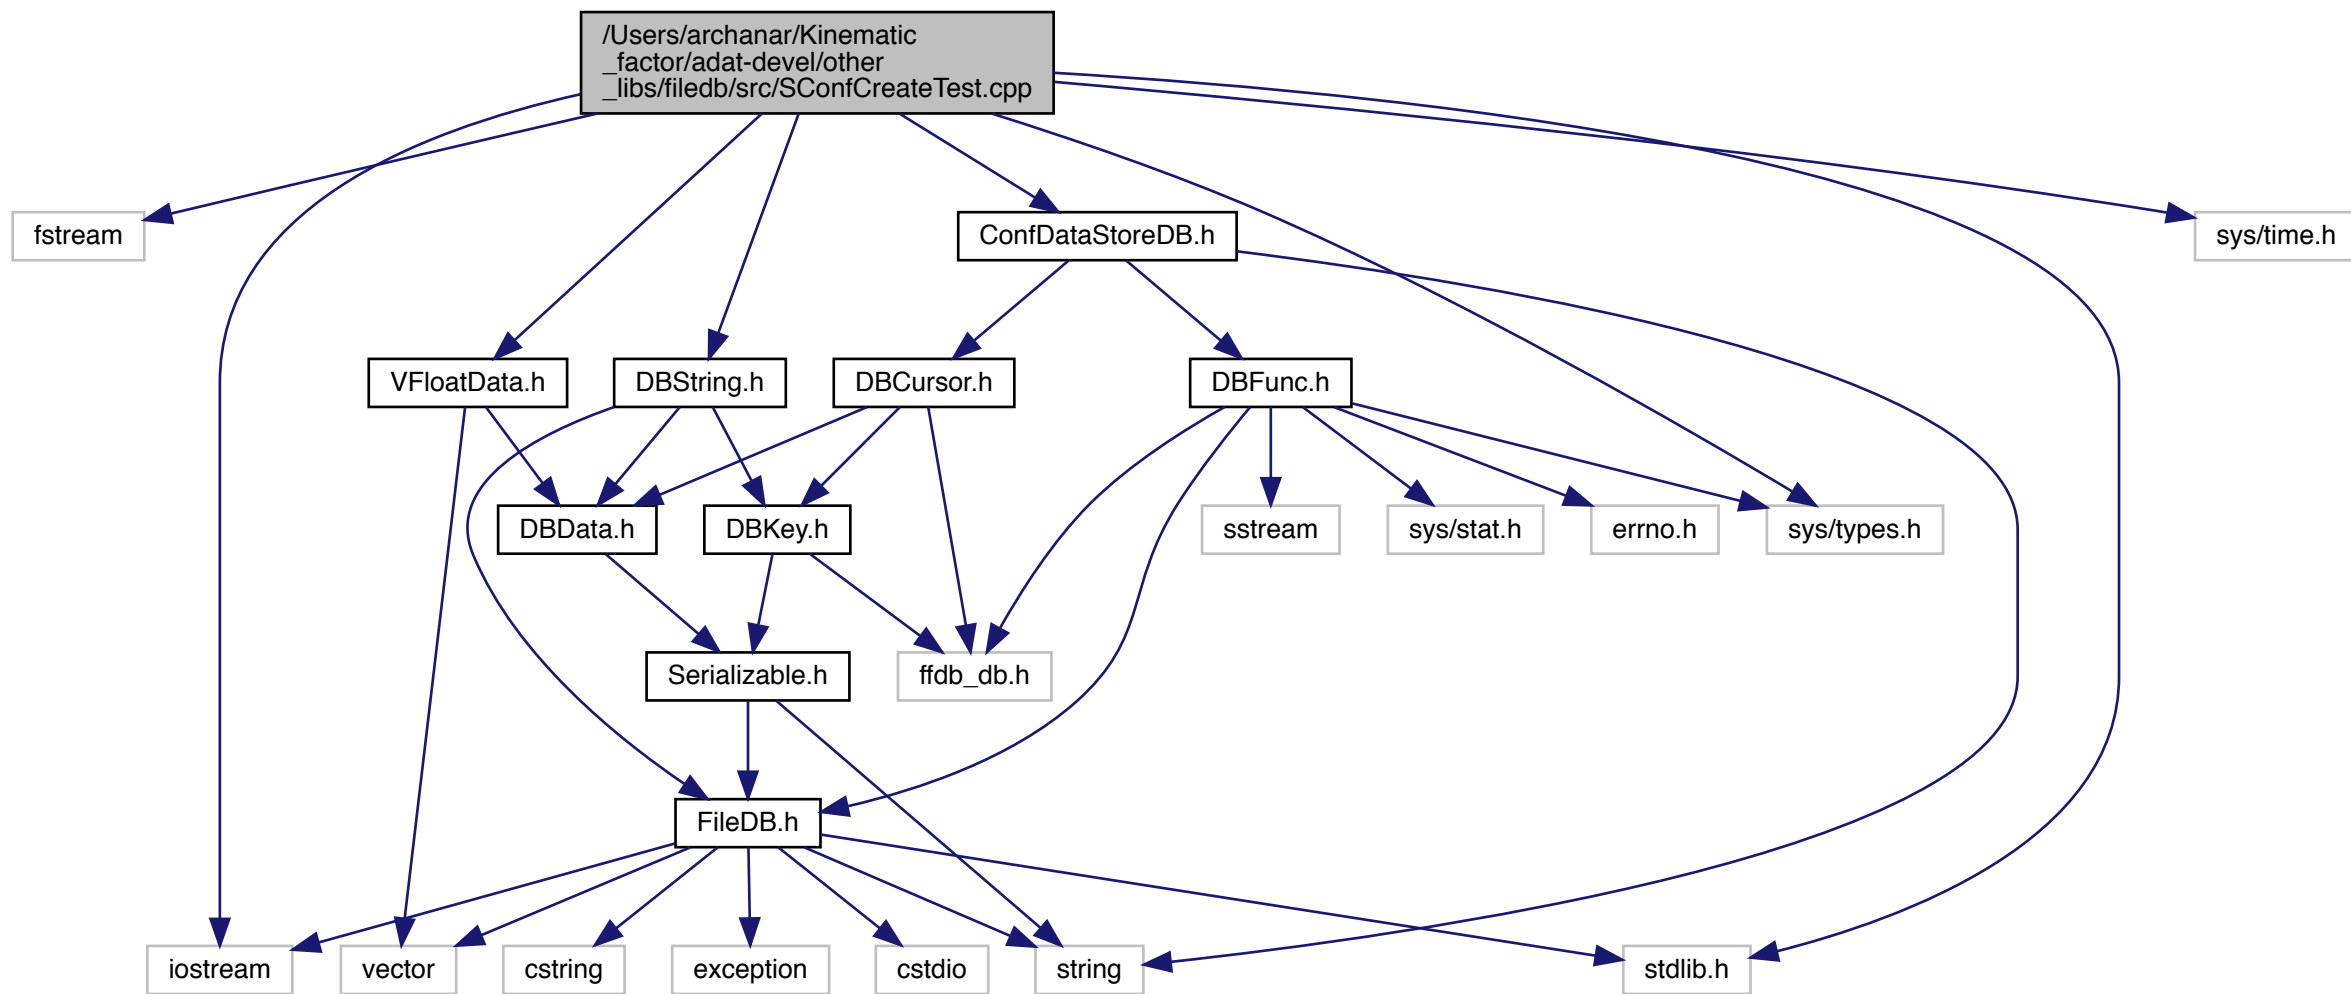 /Users/archanar/Kinematic
_factor/adat-devel/other
_libs/filedb/src/SConfCreateTest.cpp
fstream
ConfDataStoreDB.h
sys/time.h
VFloatData.h
DBString.h
DBCursor.h
DBFunc.h
DBData.h
DBKey.h
sstream
sys/stat.h
errno.h
sys/types.h
Serializable.h
ffdb_db.h
FileDB.h
iostream
vector
cstring
exception
cstdio
string
stdlib.h